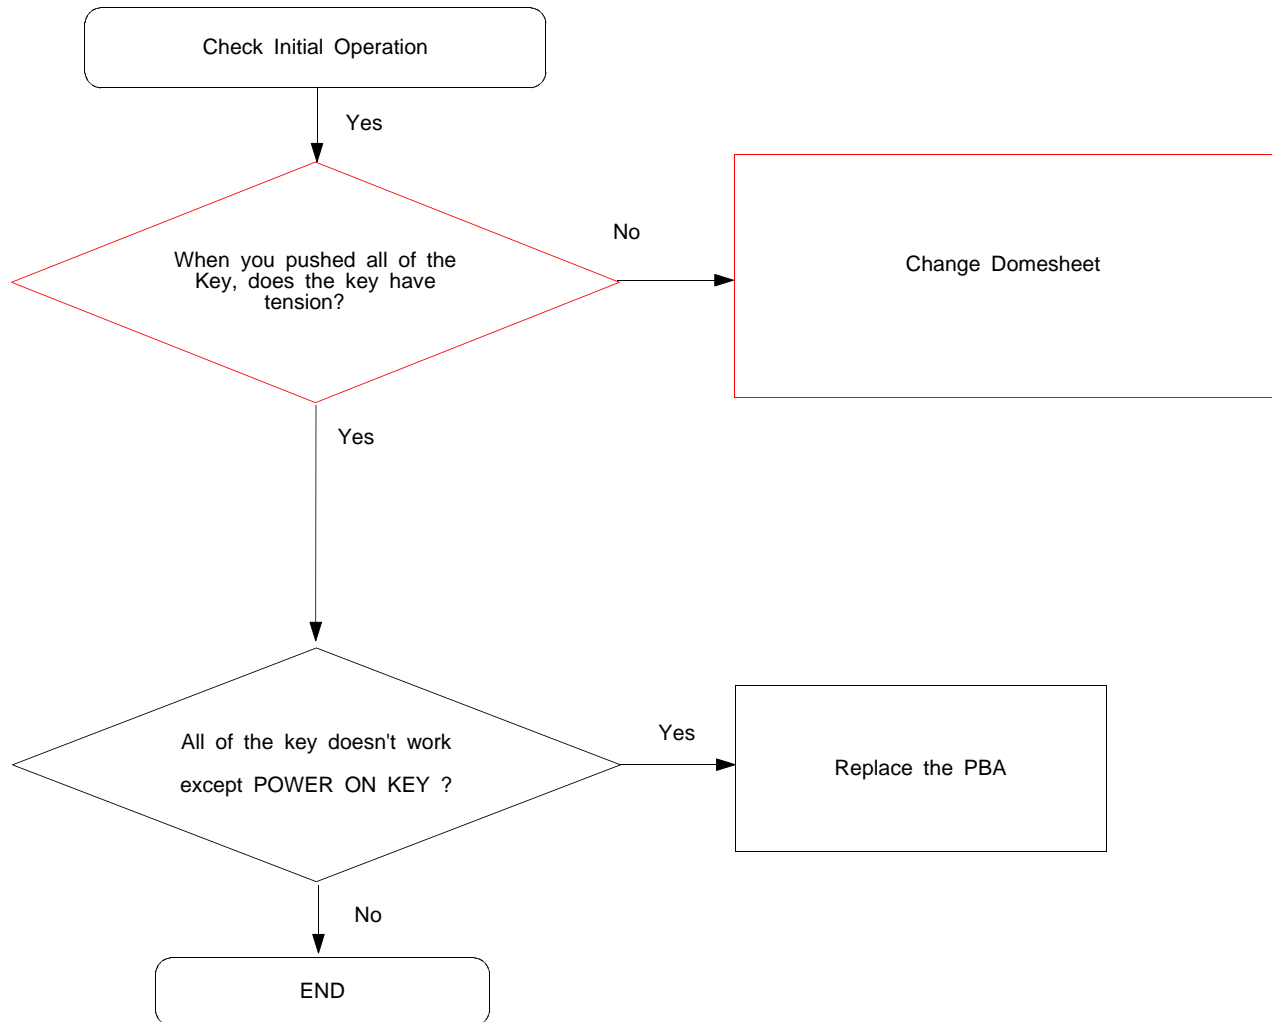 Check Initial Operation
Yes
No
When you pushed all of the
Key, does the key have
tension?
Change Domesheet
Yes
All of the key doesn't work
except POWER ON KEY ?
Yes
Replace the PBA
No
END